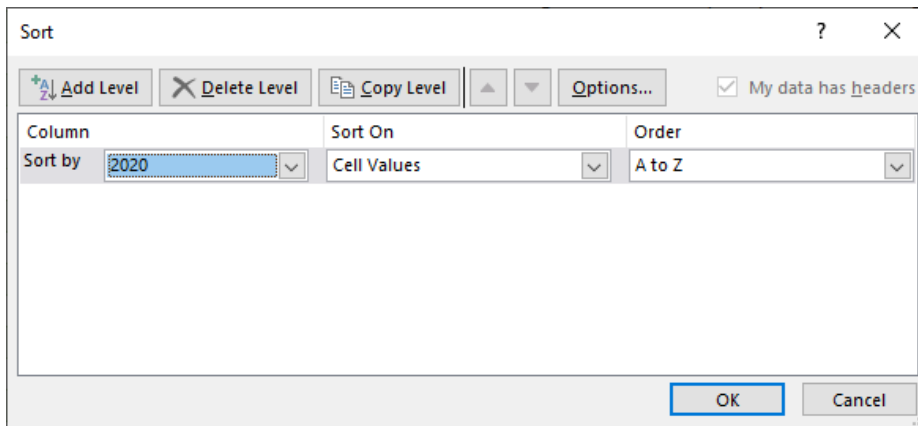 Sort ?
Add Level Delete Level Copy Level Options... My data has headers
Column Sort On Order
Sort by 2020 Cell Values A to Z
OK Cancel